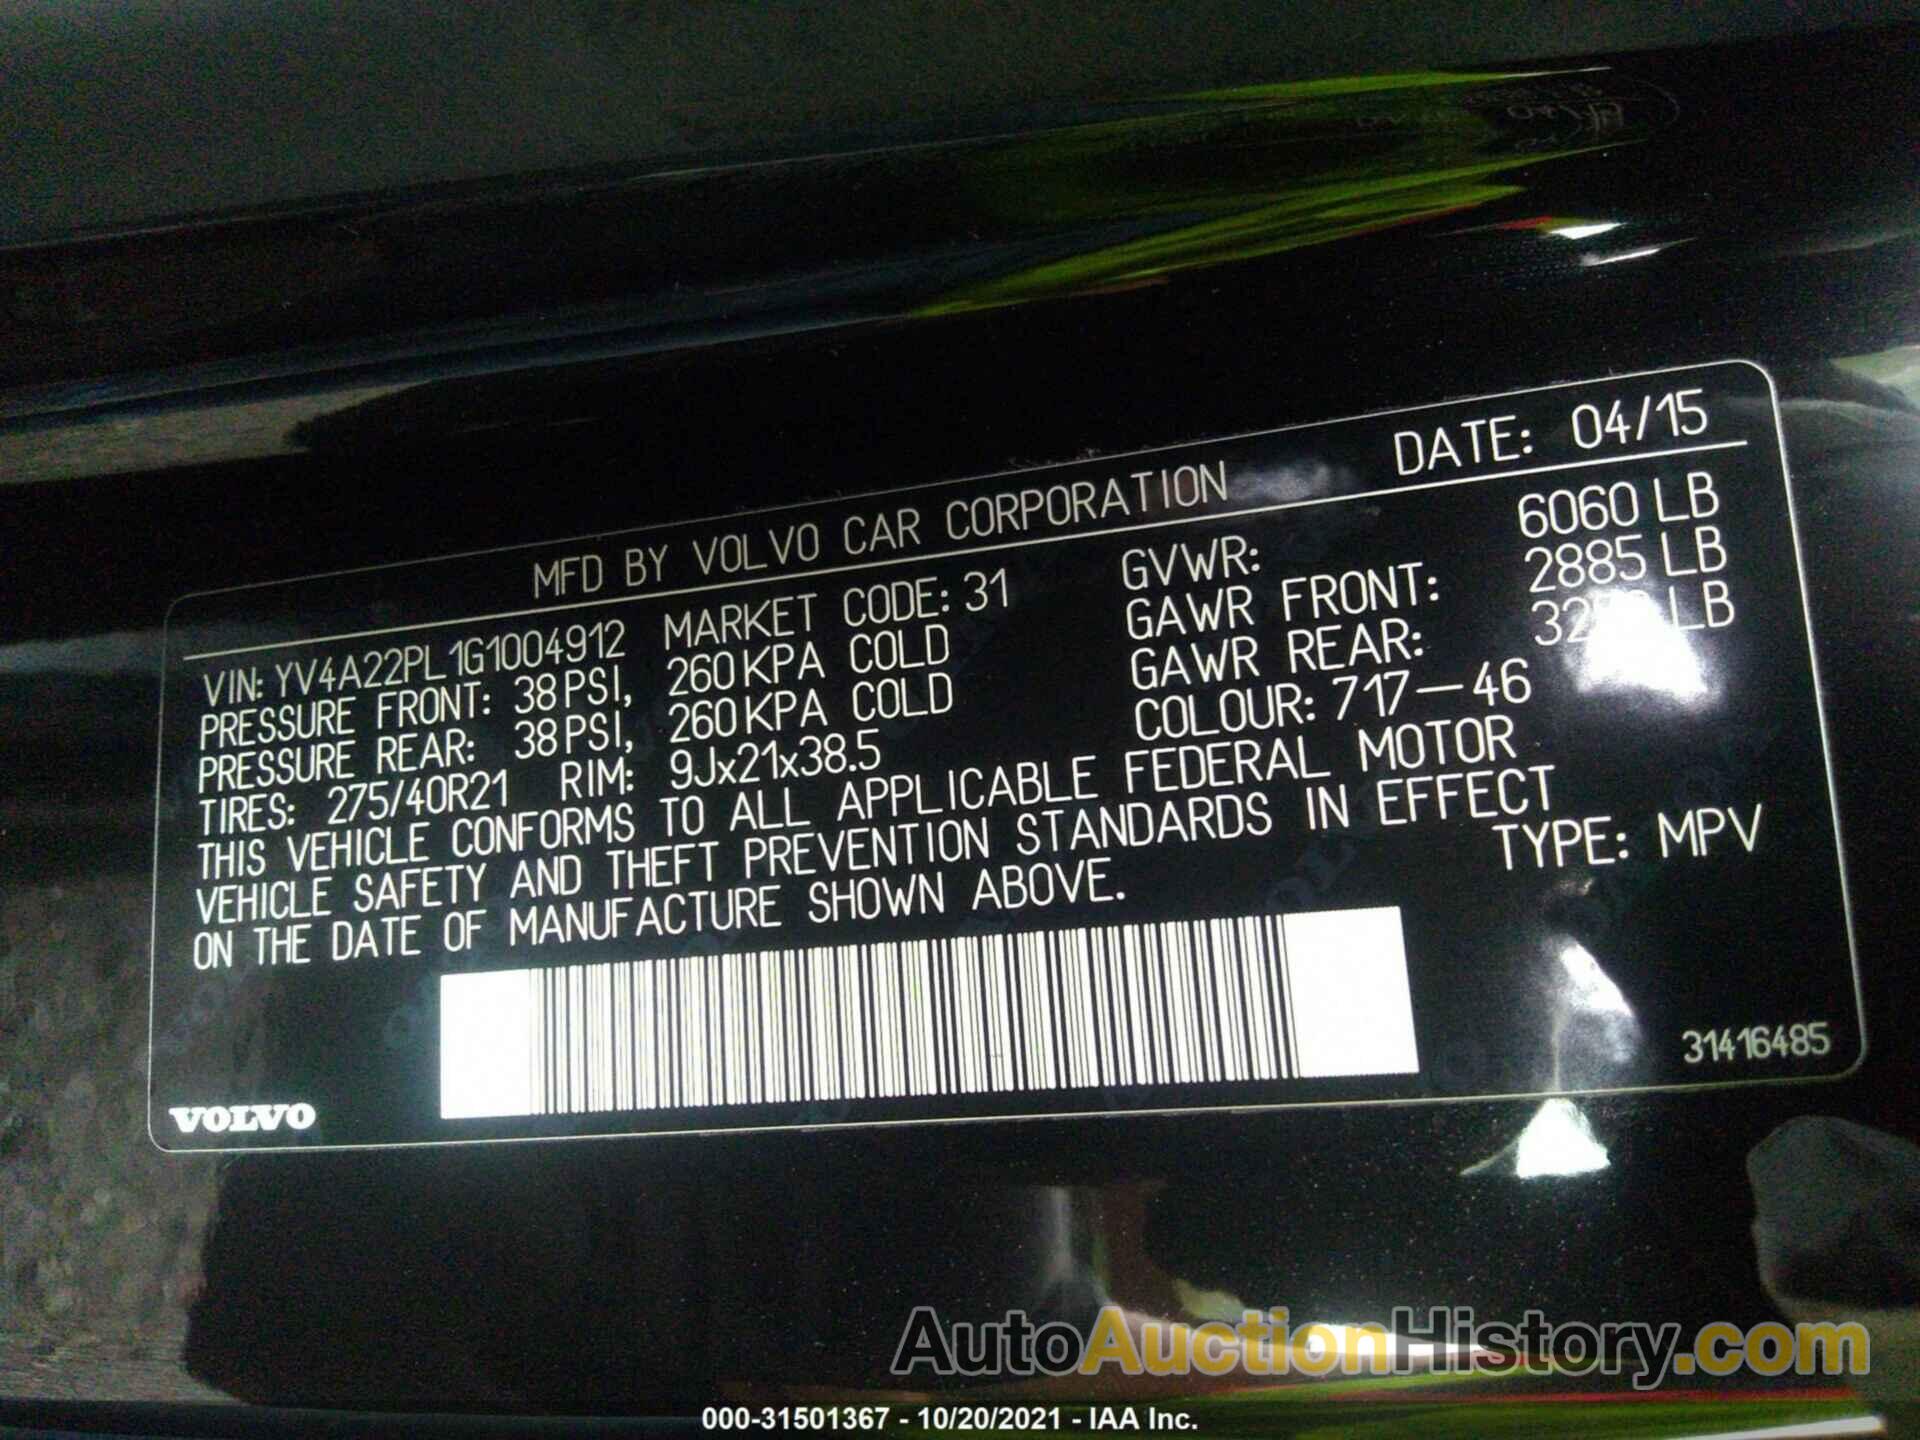 MFD BY VOLVO CAR CORPORATION DATE: 04/15
VIN: YV4A22PL1G1004912 MARKET CODE: 31 GVWR: 6060 LB
PRESSURE FRONT: 38 PSI, 260 KPA COLD GAWR FRONT: 2885 LB
PRESSURE REAR: 38 PSI, 260 KPA COLD GAWR REAR: LB
TIRES: 275/40R21 RIM: 9Jx21x38.5 COLOUR: 717-46
THIS VEHICLE CONFORMS TO ALL APPLICABLE FEDERAL MOTOR
VEHICLE SAFETY AND THEFT PREVENTION STANDARDS IN EFFECT
ON THE DATE OF MANUFACTURE SHOWN ABOVE. TYPE: MPV
31416485
VOLVO
AutoAuctionHistory.com
000-31501367 - 10/20/2021 - IAA Inc.